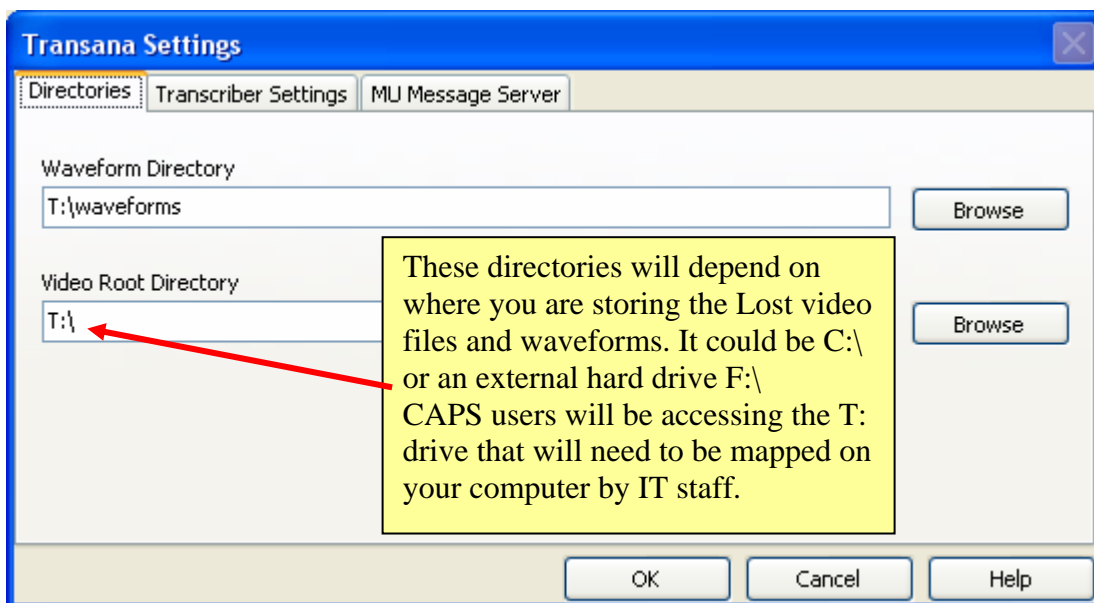 Transana Settings
Directories Transcriber Settings MU Message Server
Waveform Directory
T:\waveforms
Browse
Video Root Directory
T:\
Browse
These directories will depend on
where you are storing the Lost video
files and waveforms. It could be C:\
or an external hard drive F:\
CAPS users will be accessing the T:
drive that will need to be mapped on
your computer by IT staff.
OK Cancel Help